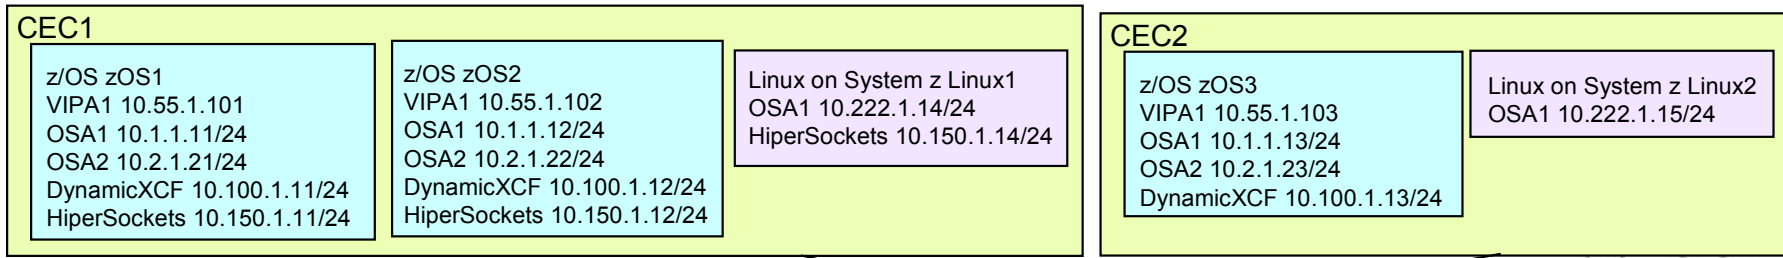 CEC1
z/OS zOS1
VIPA1 10.55.1.101
OSA1 10.1.1.11/24
OSA2 10.2.1.21/24
DynamicXCF 10.100.1.11/24
HiperSockets 10.150.1.11/24
z/OS zOS2
VIPA1 10.55.1.102
OSA1 10.1.1.12/24
OSA2 10.2.1.22/24
DynamicXCF 10.100.1.12/24
HiperSockets 10.150.1.12/24
Linux on System z Linux1
OSA1 10.222.1.14/24
HiperSockets 10.150.1.14/24
CEC2
z/OS zOS3
VIPA1 10.55.1.103
OSA1 10.1.1.13/24
OSA2 10.2.1.23/24
DynamicXCF 10.100.1.13/24
Linux on System z Linux2
OSA1 10.222.1.15/24